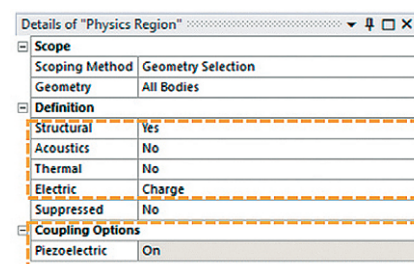 Details of "Physics Region"
Scope
Scoping Method Geometry Selection
Geometry All Bodies
Definition
Structural Yes
Acoustics No
Thermal No
Electric Charge
Suppressed No
Coupling Options
Piezoelectric On